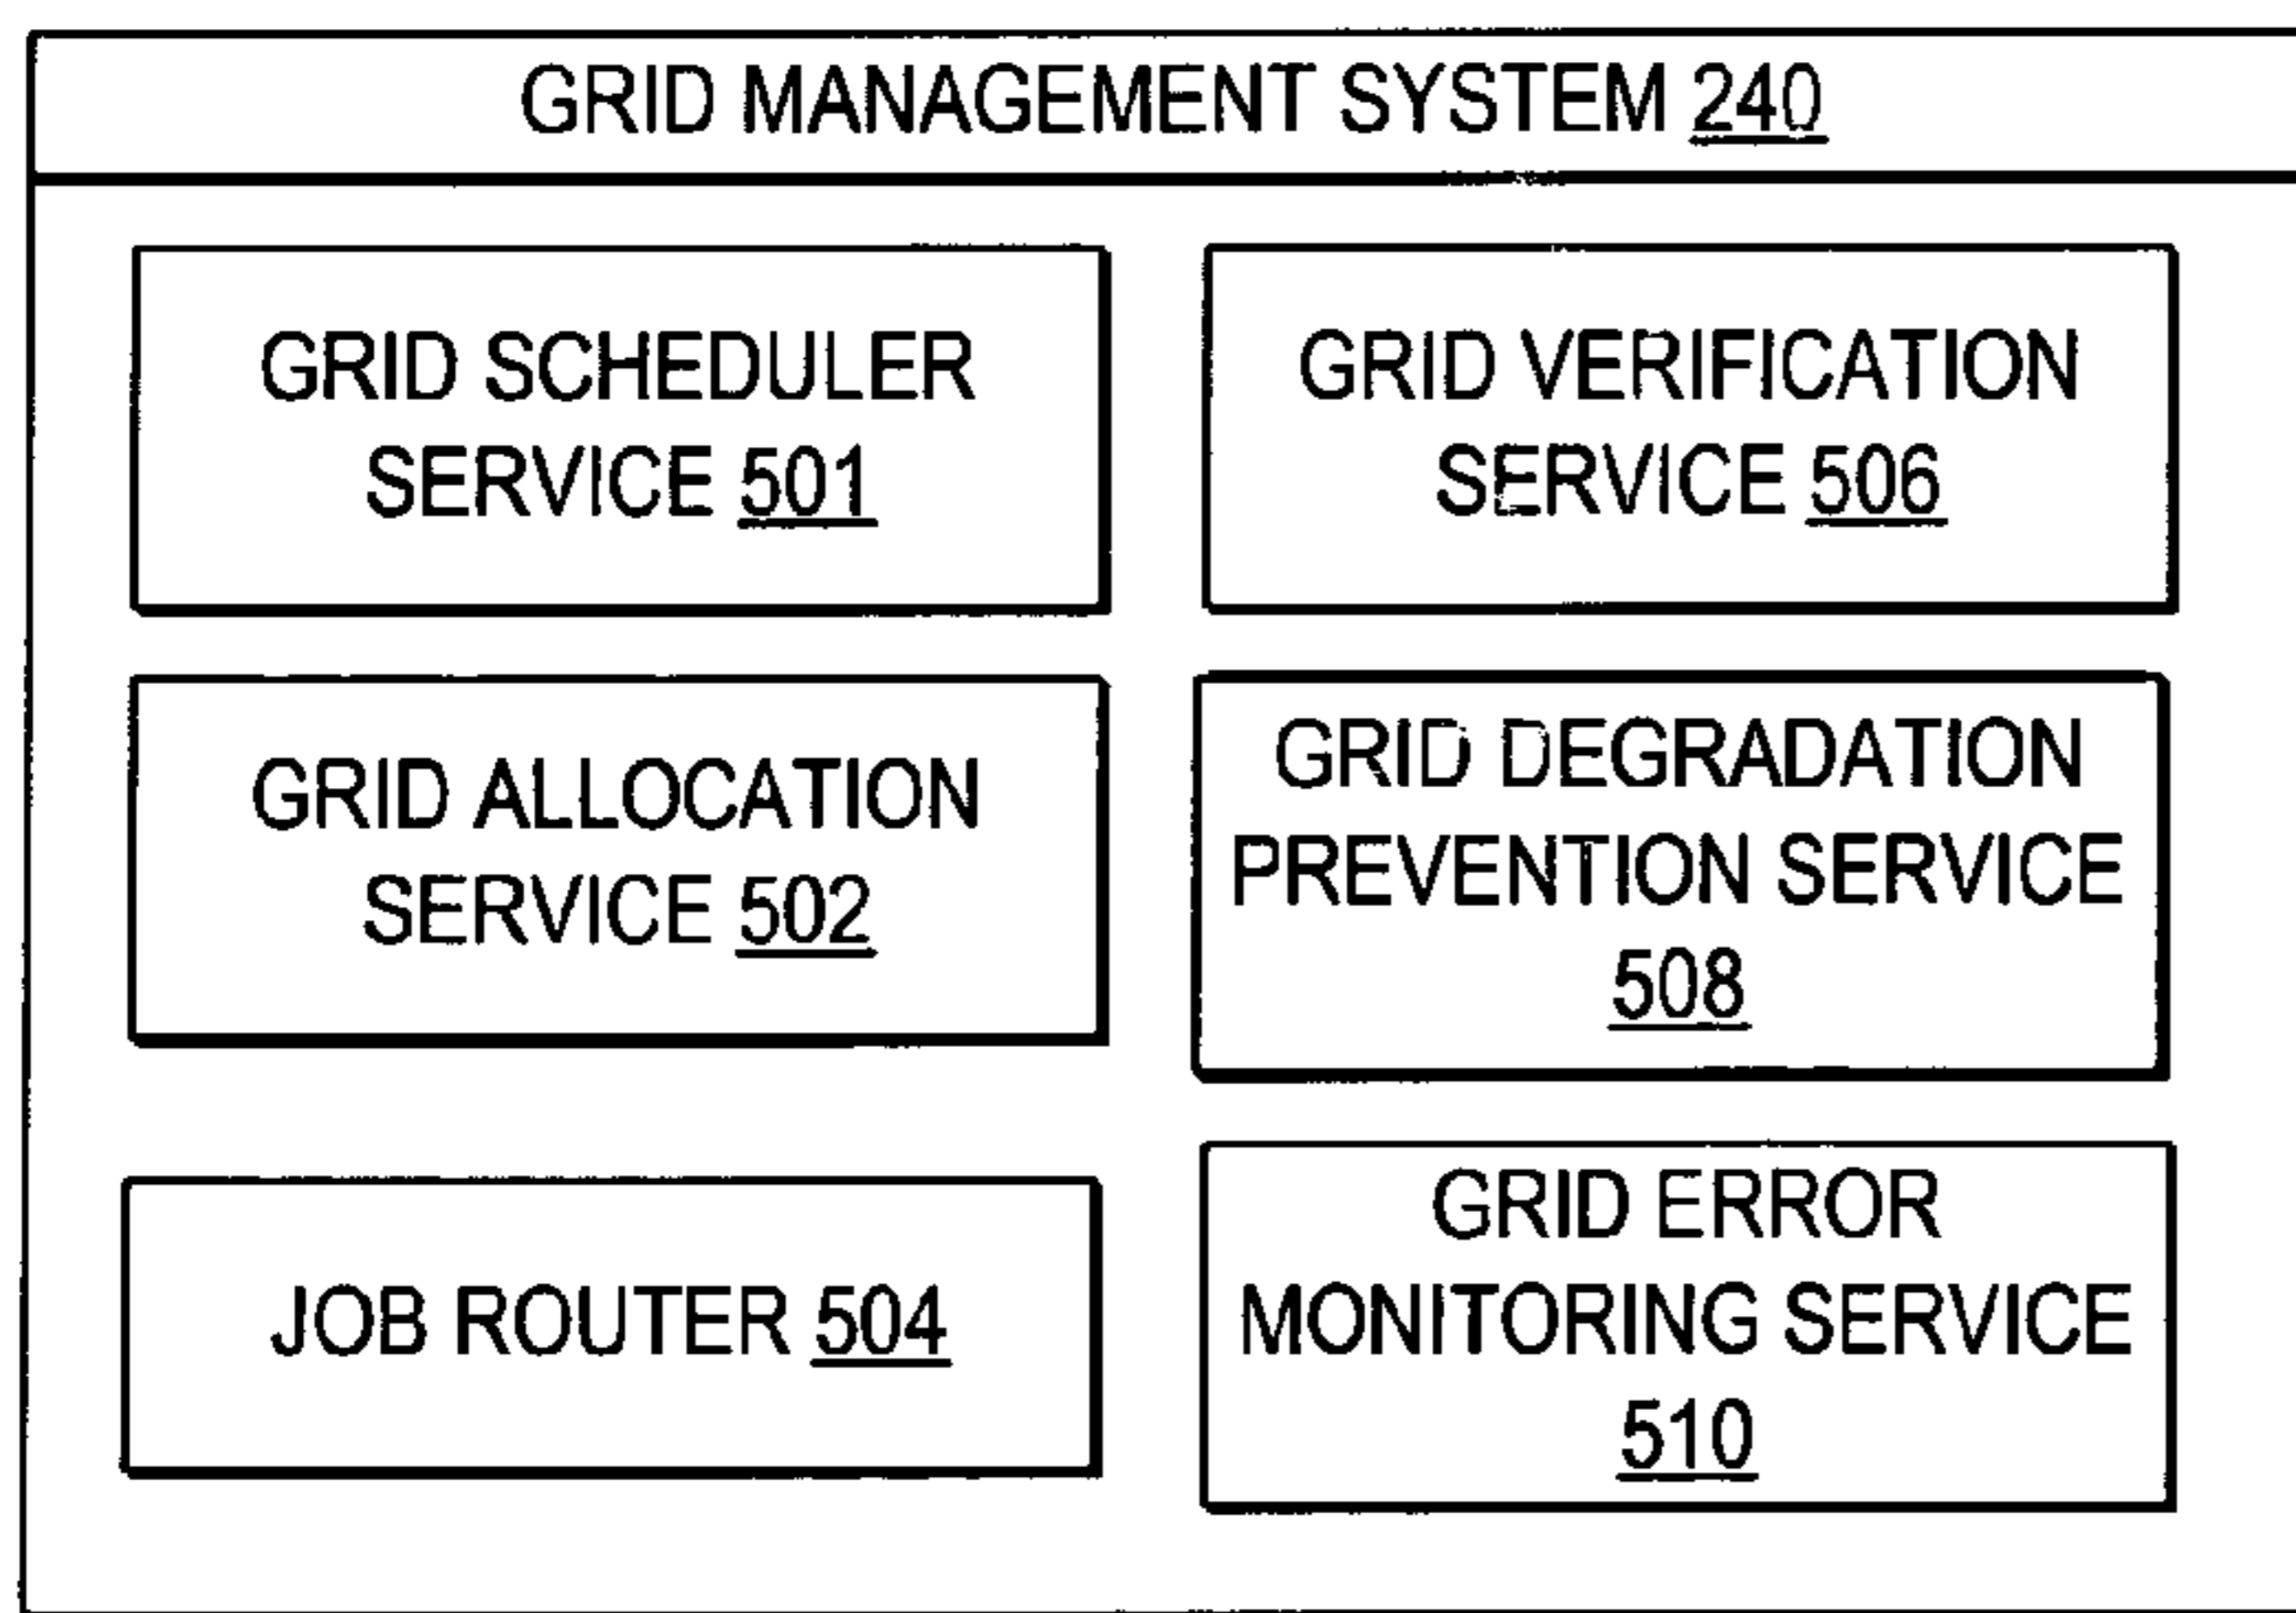 GRID MANAGEMENT SYSTEM 240
GRID SCHEDULER
SERVICE 501
GRID VERIFICATION
SERVICE 506
GRID ALLOCATION
SERVICE 502
GRID DEGRADATION
PREVENTION SERVICE
508
JOB ROUTER 504
GRID ERROR
MONITORING SERVICE
510